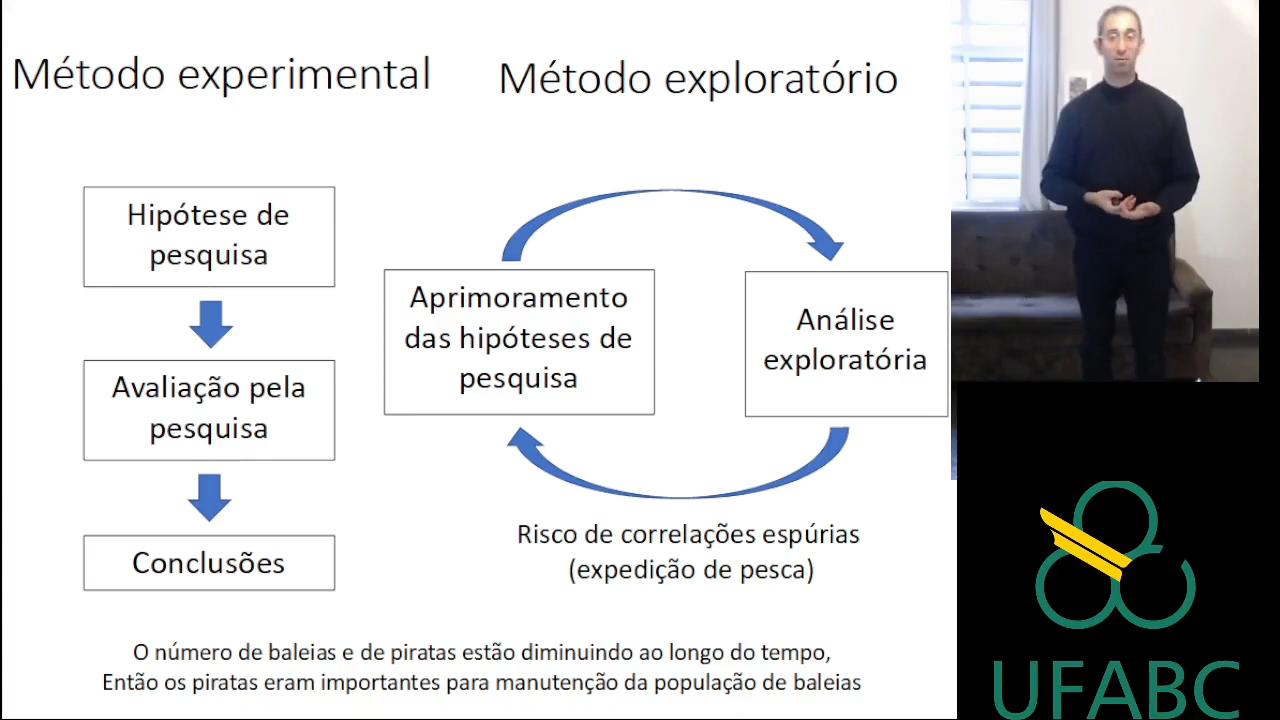 Método experimental
Método exploratório
Hipótese de
pesquisa
Avaliação pela
pesquisa
Conclusões
Aprimoramento
das hipóteses de
pesquisa
Análise
exploratória
Risco de correlações espúrias
(expedição de pesca)
O número de baleias e de piratas estão diminuindo ao longo do tempo,
Então os piratas eram importantes para manutenção da população de baleias
UFABC